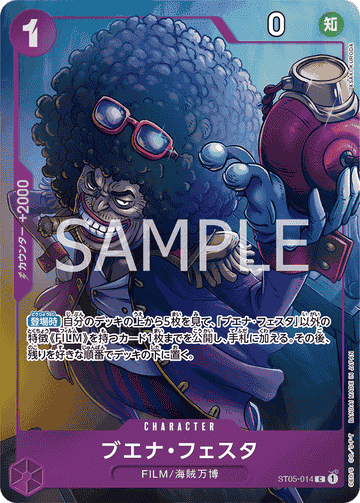 1
0
知
カウンター +2000
SAMPLE
登場時 自分のデッキの上から5枚を見て、「ブエナ・フェスタ」以外の
特徴《FILM》を持つカード1枚までを公開し、手札に加える。その後、
残りを好きな順番でデッキの下に置く。
CHARACTER
ブエナ・フェスタ
FILM/海賊万博
ST05-014 C 1
BANDAI MADE IN JAPAN